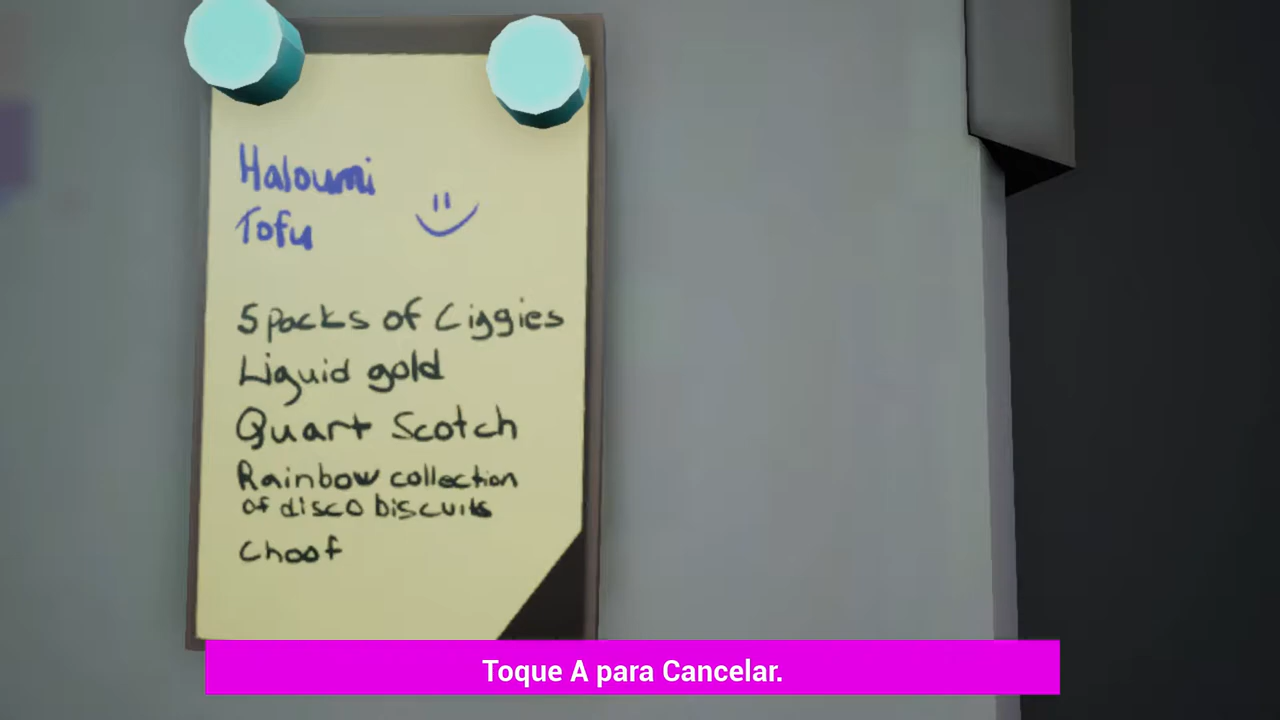 Haloumi
Tofu
5 packs of Ciggies
Liquid gold
Quart Scotch
Rainbow collection
of disco biscuits
Choof
Toque A para Cancelar.